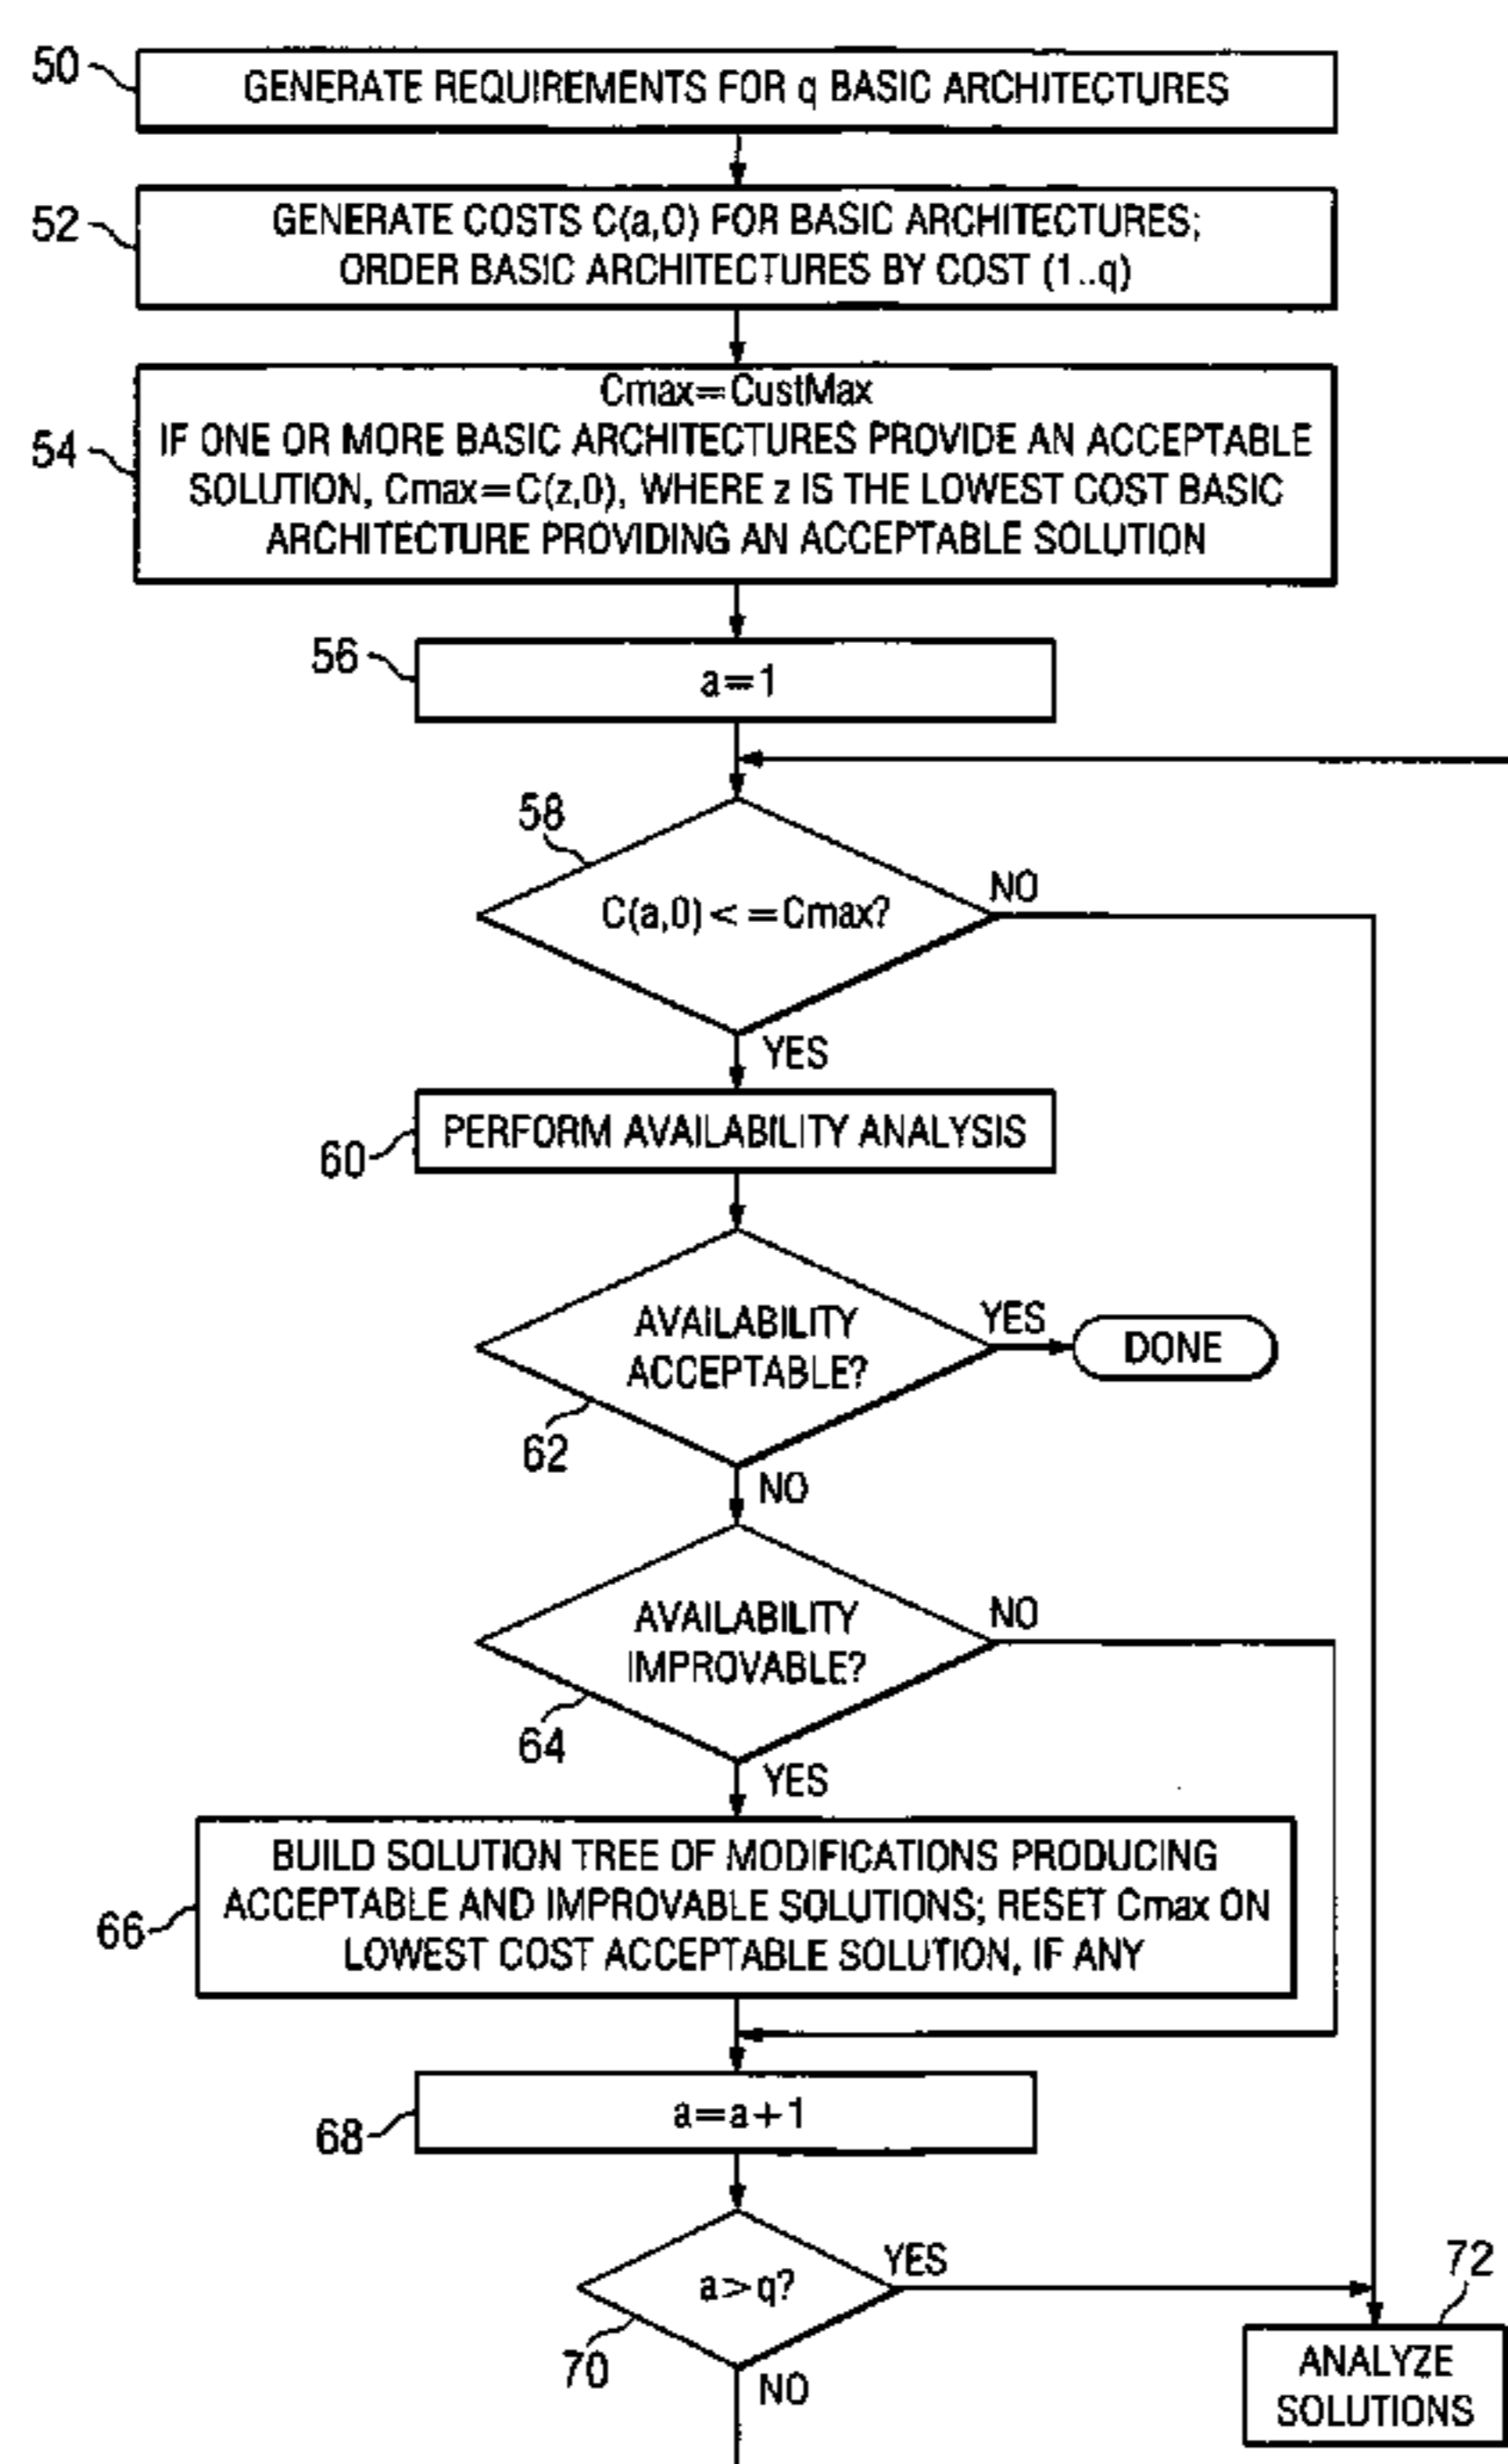 50
GENERATE REQUIREMENTS FOR q BASIC ARCHITECTURES
52
GENERATE COSTS C(a,0) FOR BASIC ARCHITECTURES;
ORDER BASIC ARCHITECTURES BY COST (1..q)
54
Cmax=CustMax
IF ONE OR MORE BASIC ARCHITECTURES PROVIDE AN ACCEPTABLE
SOLUTION, Cmax=C(z,0), WHERE z IS THE LOWEST COST BASIC
ARCHITECTURE PROVIDING AN ACCEPTABLE SOLUTION
56
a=1
58
C(a,0)<=Cmax?
NO
YES
60
PERFORM AVAILABILITY ANALYSIS
AVAILABILITY
ACCEPTABLE?
YES
DONE
62
NO
AVAILABILITY
IMPROVABLE?
NO
64
YES
66
BUILD SOLUTION TREE OF MODIFICATIONS PRODUCING
ACCEPTABLE AND IMPROVABLE SOLUTIONS; RESET Cmax ON
LOWEST COST ACCEPTABLE SOLUTION, IF ANY
68
a=a+1
a>q?
YES
70
NO
72
ANALYZE
SOLUTIONS